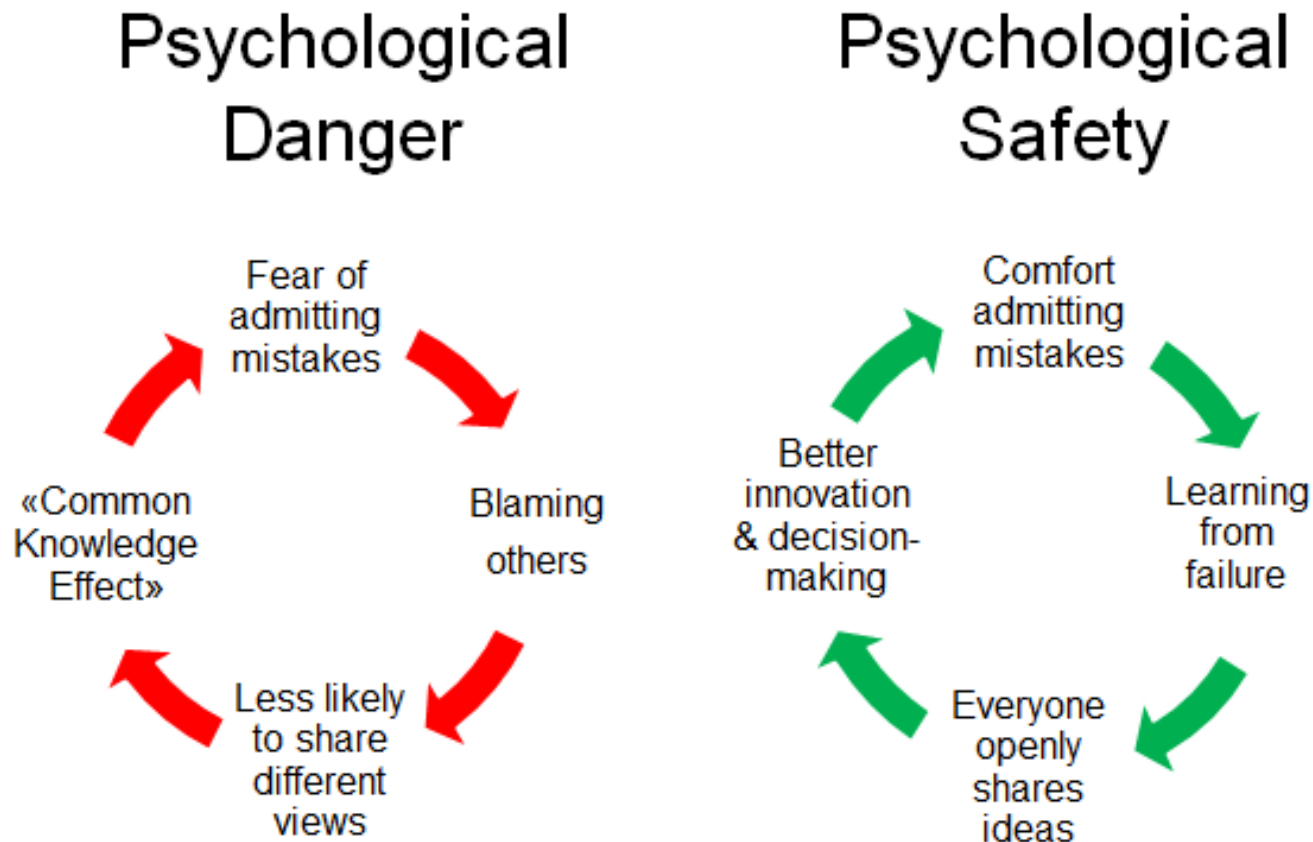 Psychological
Danger
Fear of
admitting
mistakes
Blaming
others
Less likely
to share
different
views
«Common
Knowledge
Effect»
Psychological
Safety
Comfort
admitting
mistakes
Learning
from
failure
Everyone
openly
shares
ideas
Better
innovation
& decision-
making